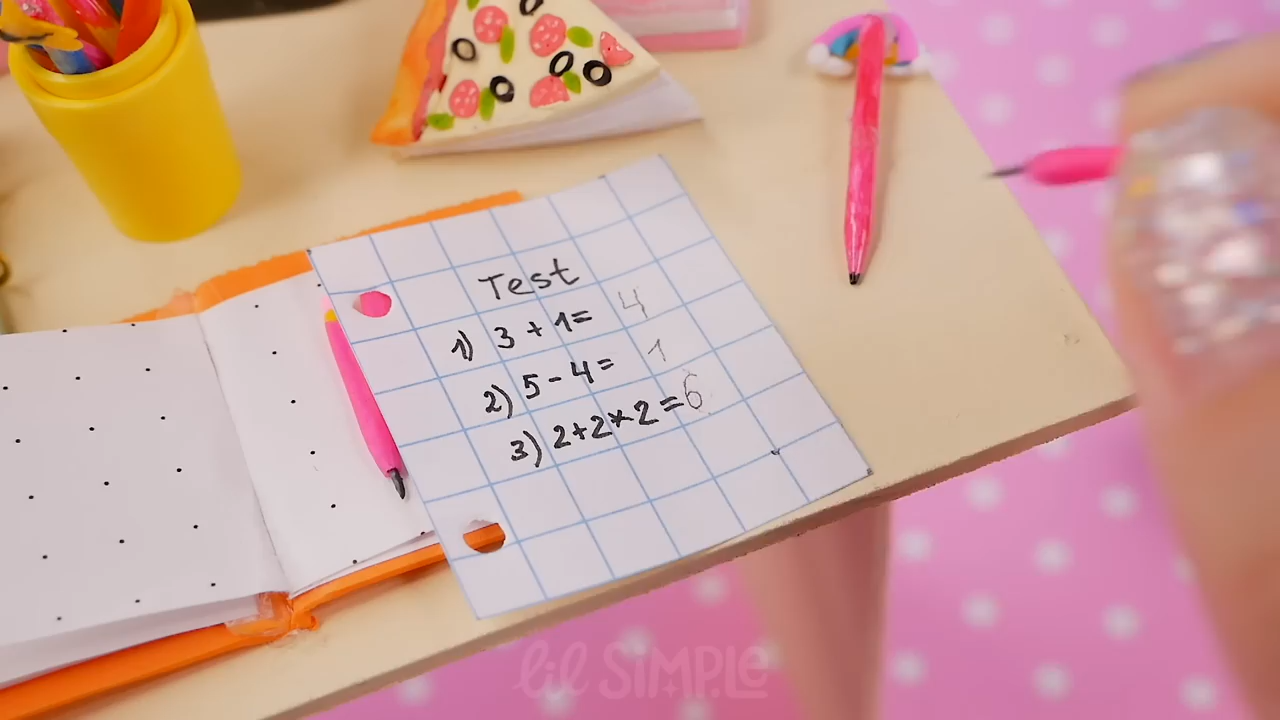 Test
1) 3 + 1 = 4
2) 5 - 4 = 1
3) 2+2*2=6
lil SIMPLE